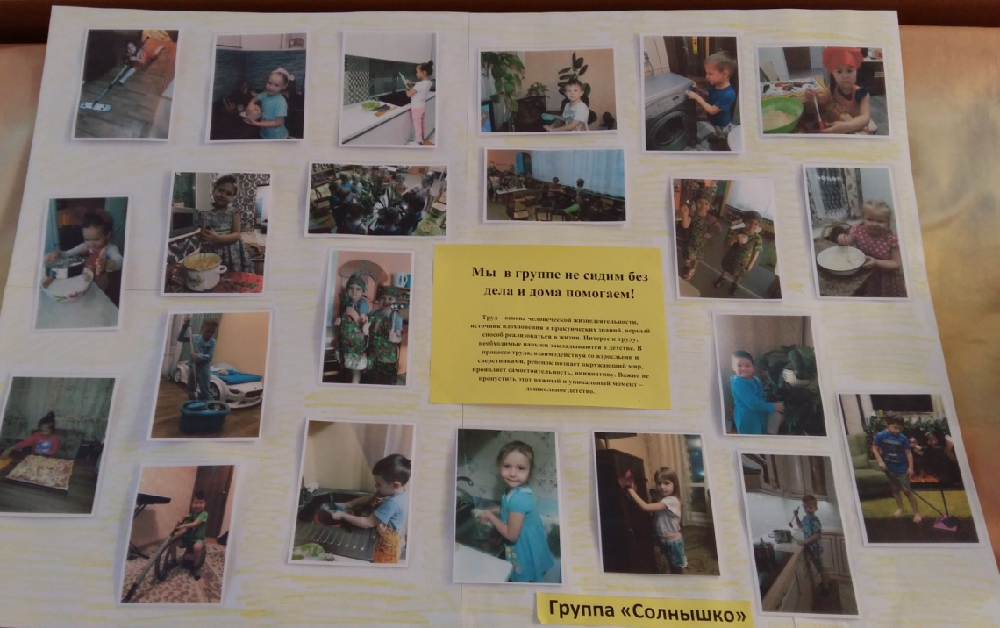 Мы в группе не сидим без
дела и дома помогаем!
Труд – основа человеческой жизнедеятельности,
источник вдохновения и практических знаний, верный
способ реализоваться в жизни. Интерес к труду,
необходимые навыки закладываются в детстве. В
процессе труда, взаимодействуя со взрослыми и
сверстниками, ребенок познает окружающий мир,
проявляет самостоятельность, инициативу. Важно не
пропустить этот важный и уникальный момент –
дошкольное детство.
Группа «Солнышко»